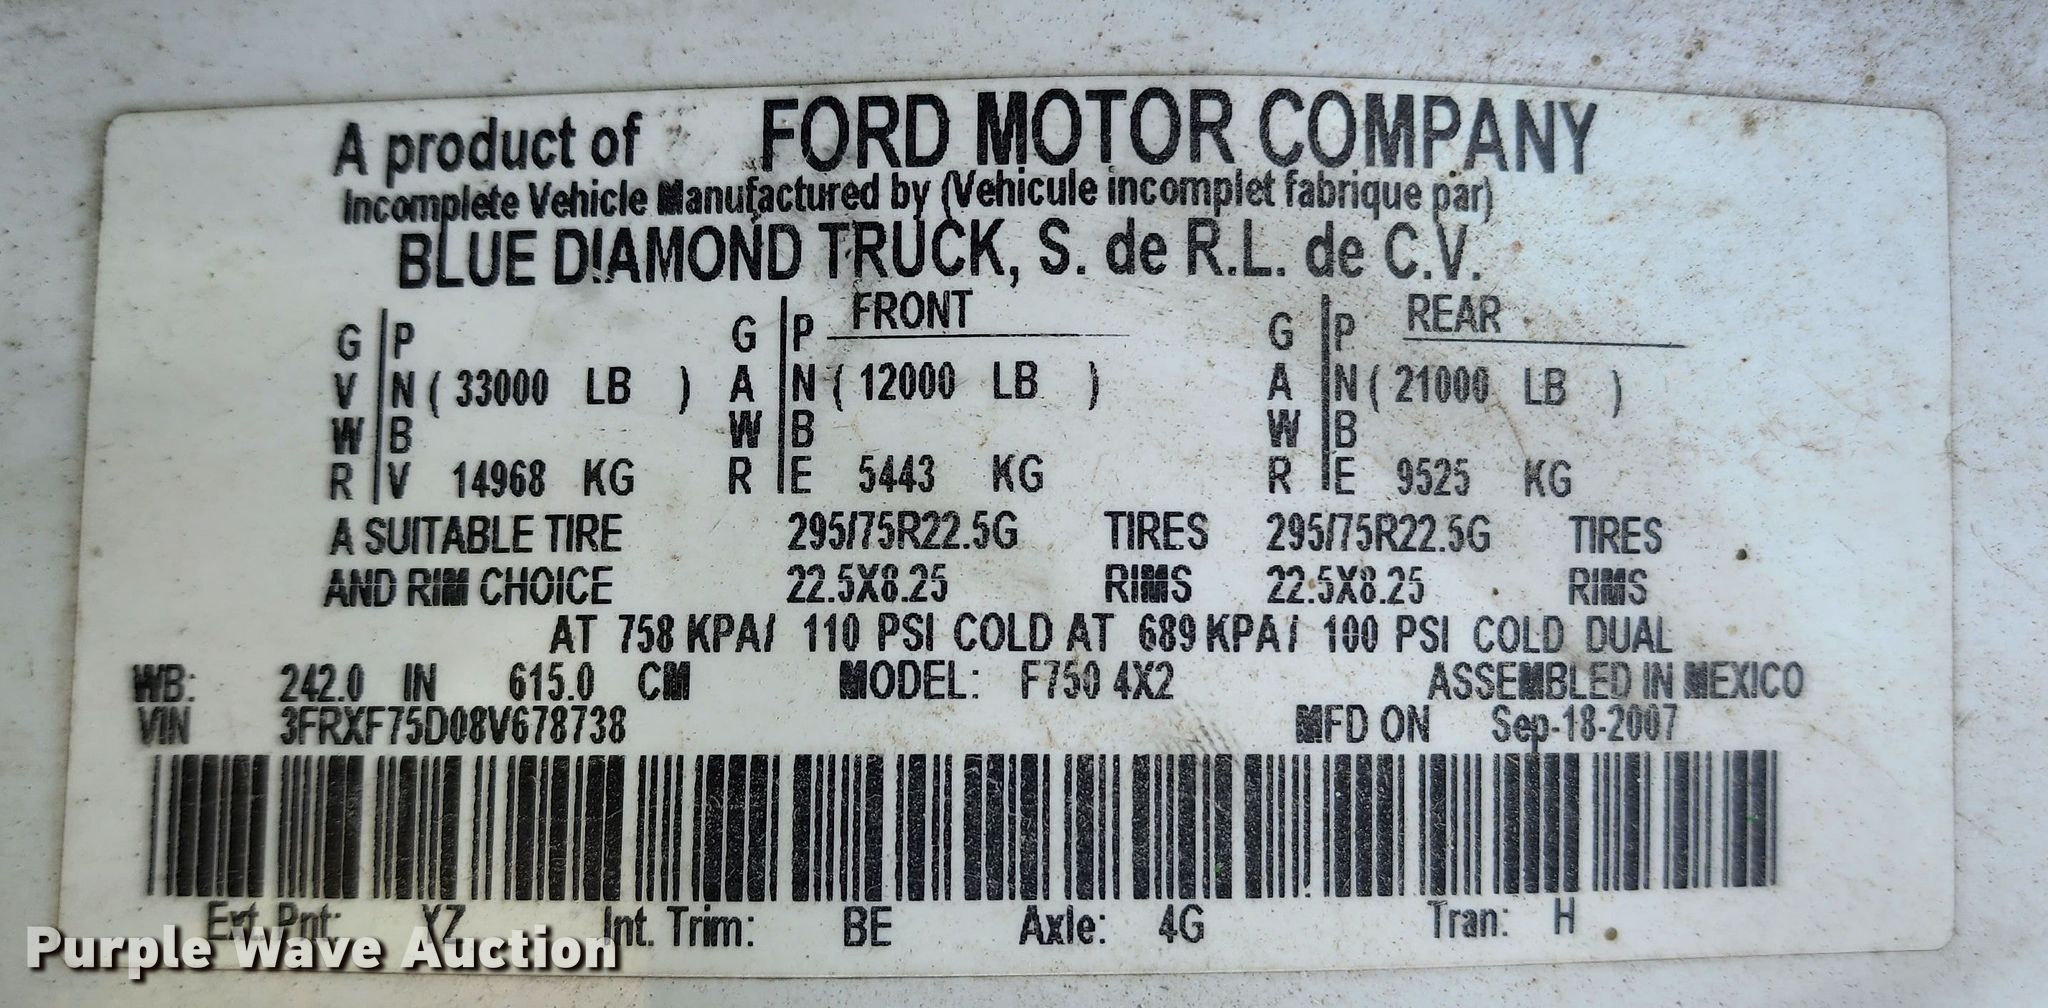 A product of FORD MOTOR COMPANY
Incomplete Vehicle Manufactured by (Vehicule incomplet fabrique par)
BLUE DIAMOND TRUCK, S. de R.L. de C.V.
G P G P FRONT G P REAR
V N ( 33000 LB ) A N ( 12000 LB ) A N ( 21000 LB )
W B W B W B
R V 14968 KG R E 5443 KG R E 9525 KG
A SUITABLE TIRE 295/75R22.5G TIRES 295/75R22.5G TIRES
AND RIM CHOICE 22.5X8.25 RIMS 22.5X8.25 RIMS
AT 758 KPA/ 110 PSI COLD AT 689 KPA/ 100 PSI COLD DUAL
WB: 242.0 IN 615.0 CM MODEL: F750 4X2 ASSEMBLED IN MEXICO
VIN 3FRXF75D08V678738 MFD ON Sep-18-2007
Ext. Pnt: YZ Int. Trim: BE Axle: 4G Tran: H
Purple Wave Auction